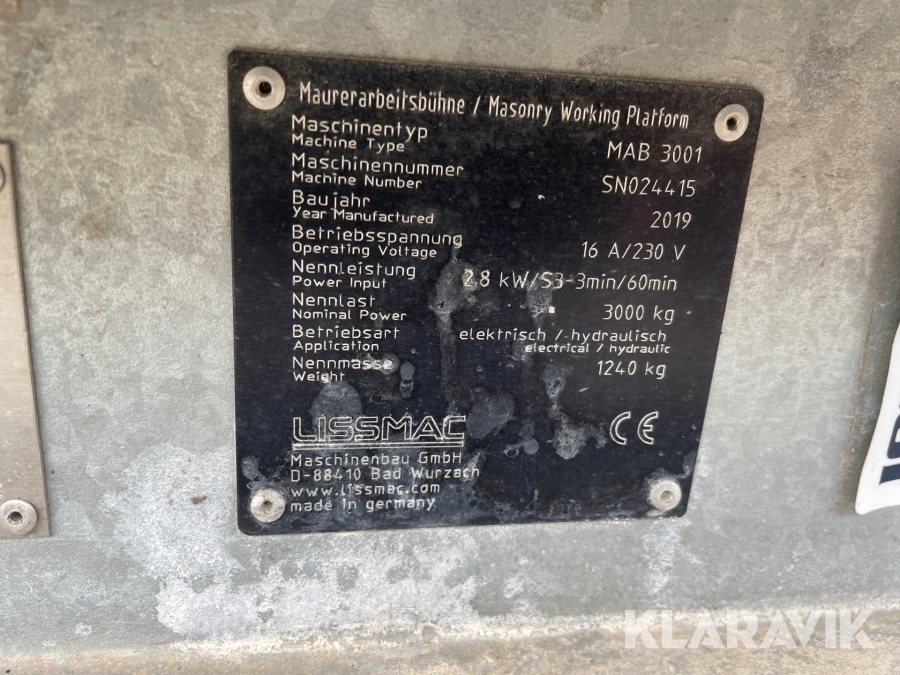 Maurerarbeitsbühne / Masonry Working Platform
Maschinentyp
Machine Type MAB 3001
Maschinennummer
Machine Number SN024415
Baujahr
Year Manufactured 2019
Betriebsspannung
Operating Voltage 16 A/230 V
Nennleistung
Power Input 2.8 kW/S3-3min/60min
Nennlast
Nominal Power 3000 kg
Betriebsart elektrisch /-hydraulisch
Application electrical / hydraulic
Nennmasse
Weight 1240 kg
LISSMAC CE
Maschinenbau GmbH
D-88410 Bad Wurzach
www.lissmac.com
made in germany
KLARAVIK